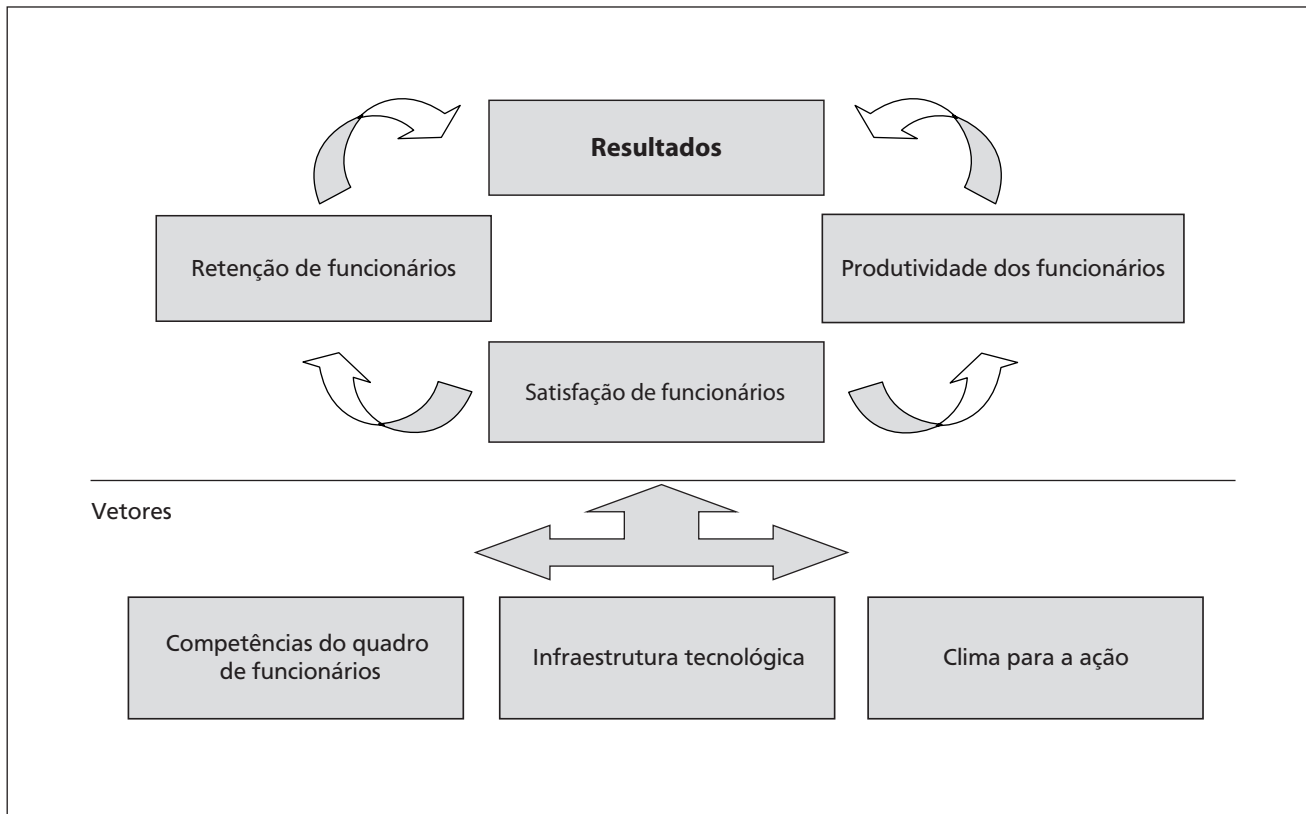 Resultados
Retenção de funcionários
Produtividade dos funcionários
Satisfação de funcionários
Vetores
Competências do quadro
de funcionários
Infraestrutura tecnológica
Clima para a ação